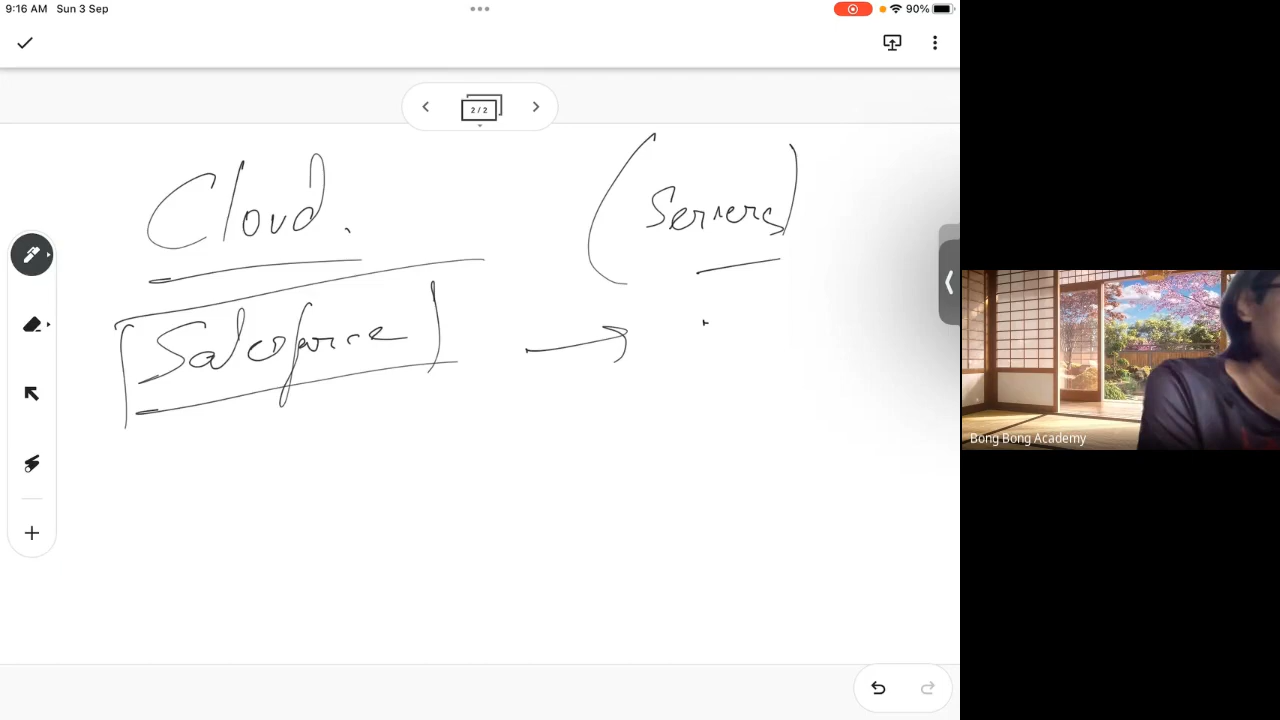 9:16 AM Sun 3 Sep
90%
2 / 2
Cloud.
(Servers)
Salesforce
Bong Bong Academy